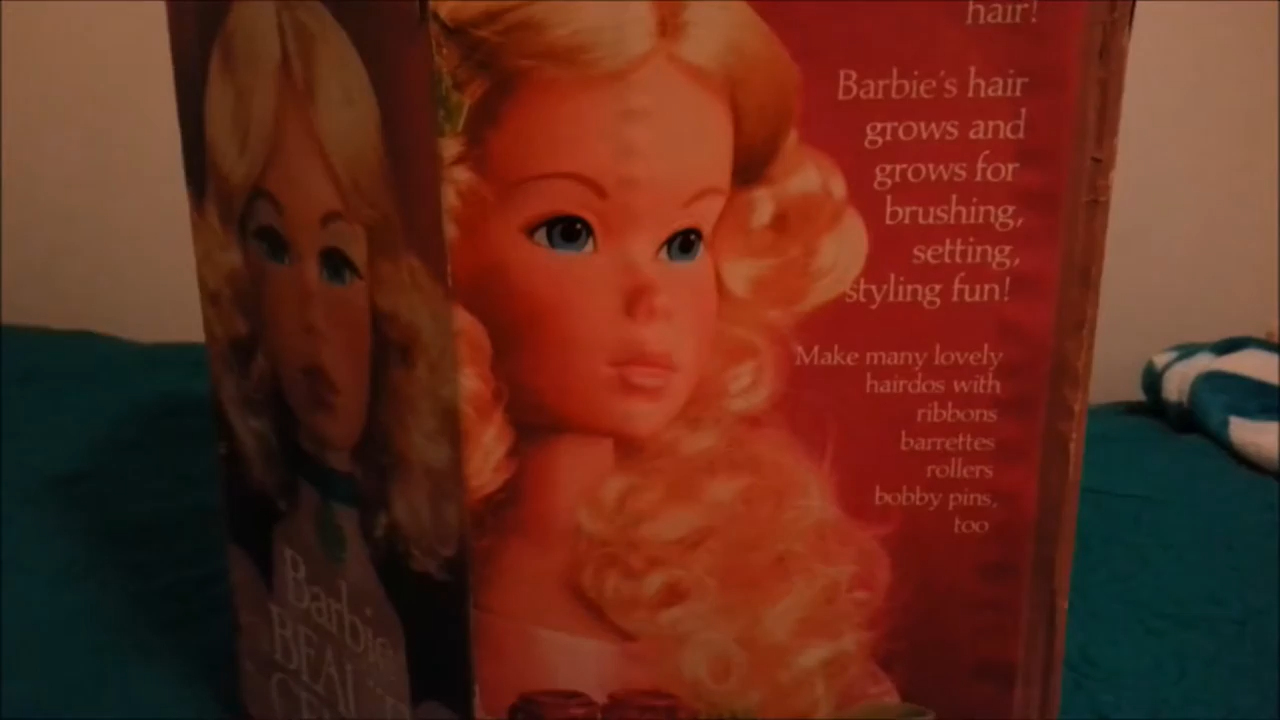 hair!
Barbie's hair
grows and
grows for
brushing,
setting,
styling fun!
Make many lovely
hairdos with
ribbons
barrettes
rollers
bobby pins,
too
Barbie